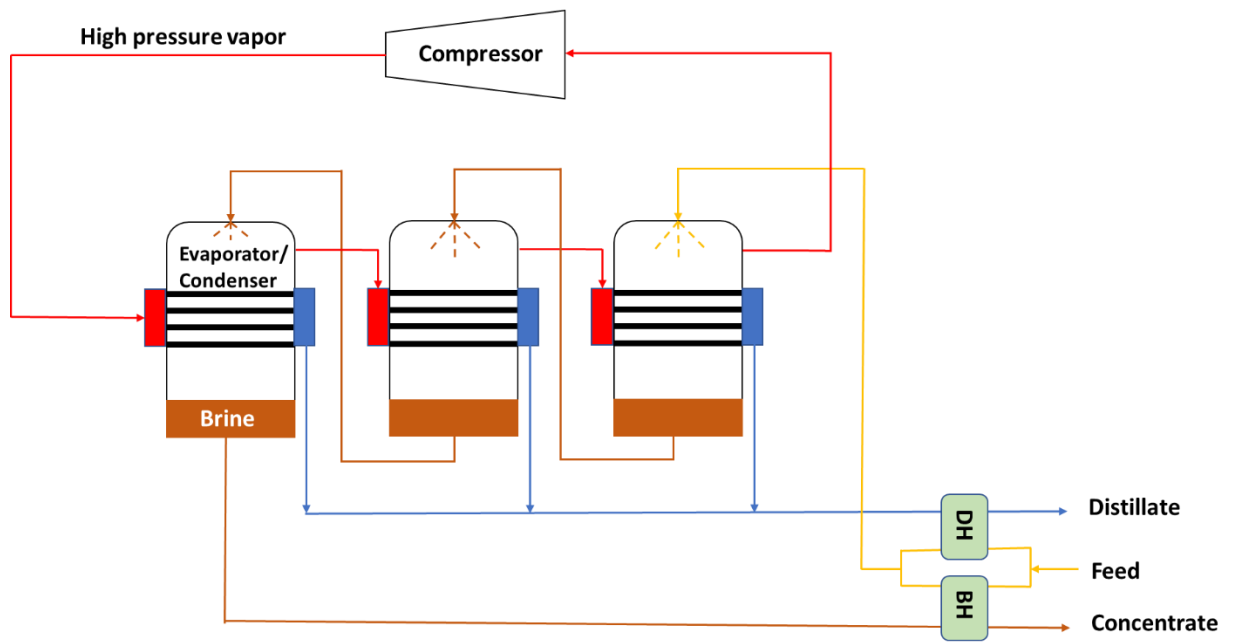 High pressure vapor
Compressor
Evaporator/
Condenser
Brine
DH
Distillate
Feed
BH
Concentrate